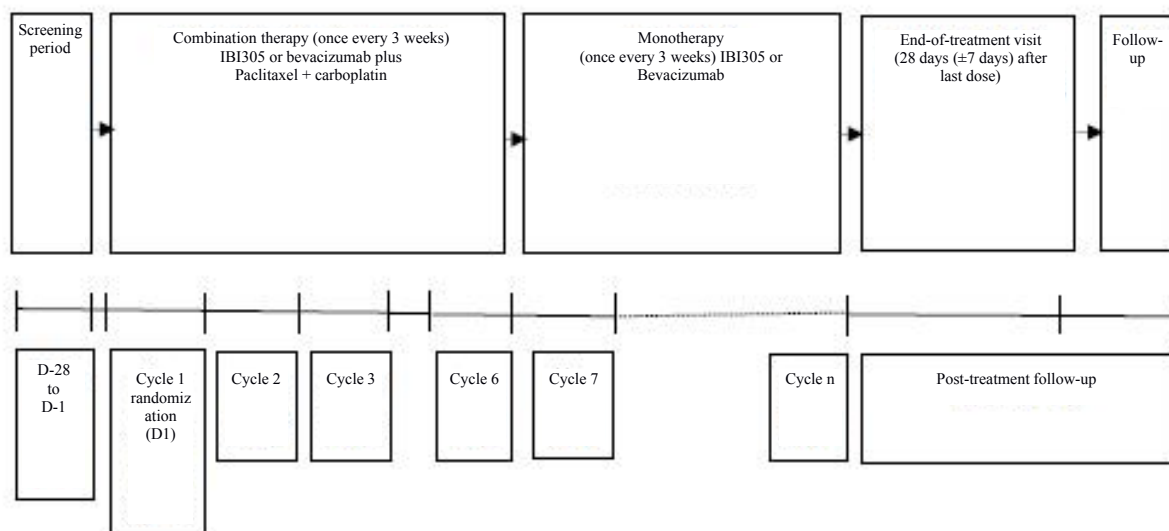 Screening
period
Combination therapy (once every 3 weeks)
IBI305 or bevacizumab plus
Paclitaxel + carboplatin
Monotherapy
(once every 3 weeks) IBI305 or
Bevacizumab
End-of-treatment visit
(28 days (±7 days) after
last dose)
Follow-
up
D-28
to
D-1
Cycle 1
randomiz
ation
(D1)
Cycle 2
Cycle 3
Cycle 6
Cycle 7
Cycle n
Post-treatment follow-up